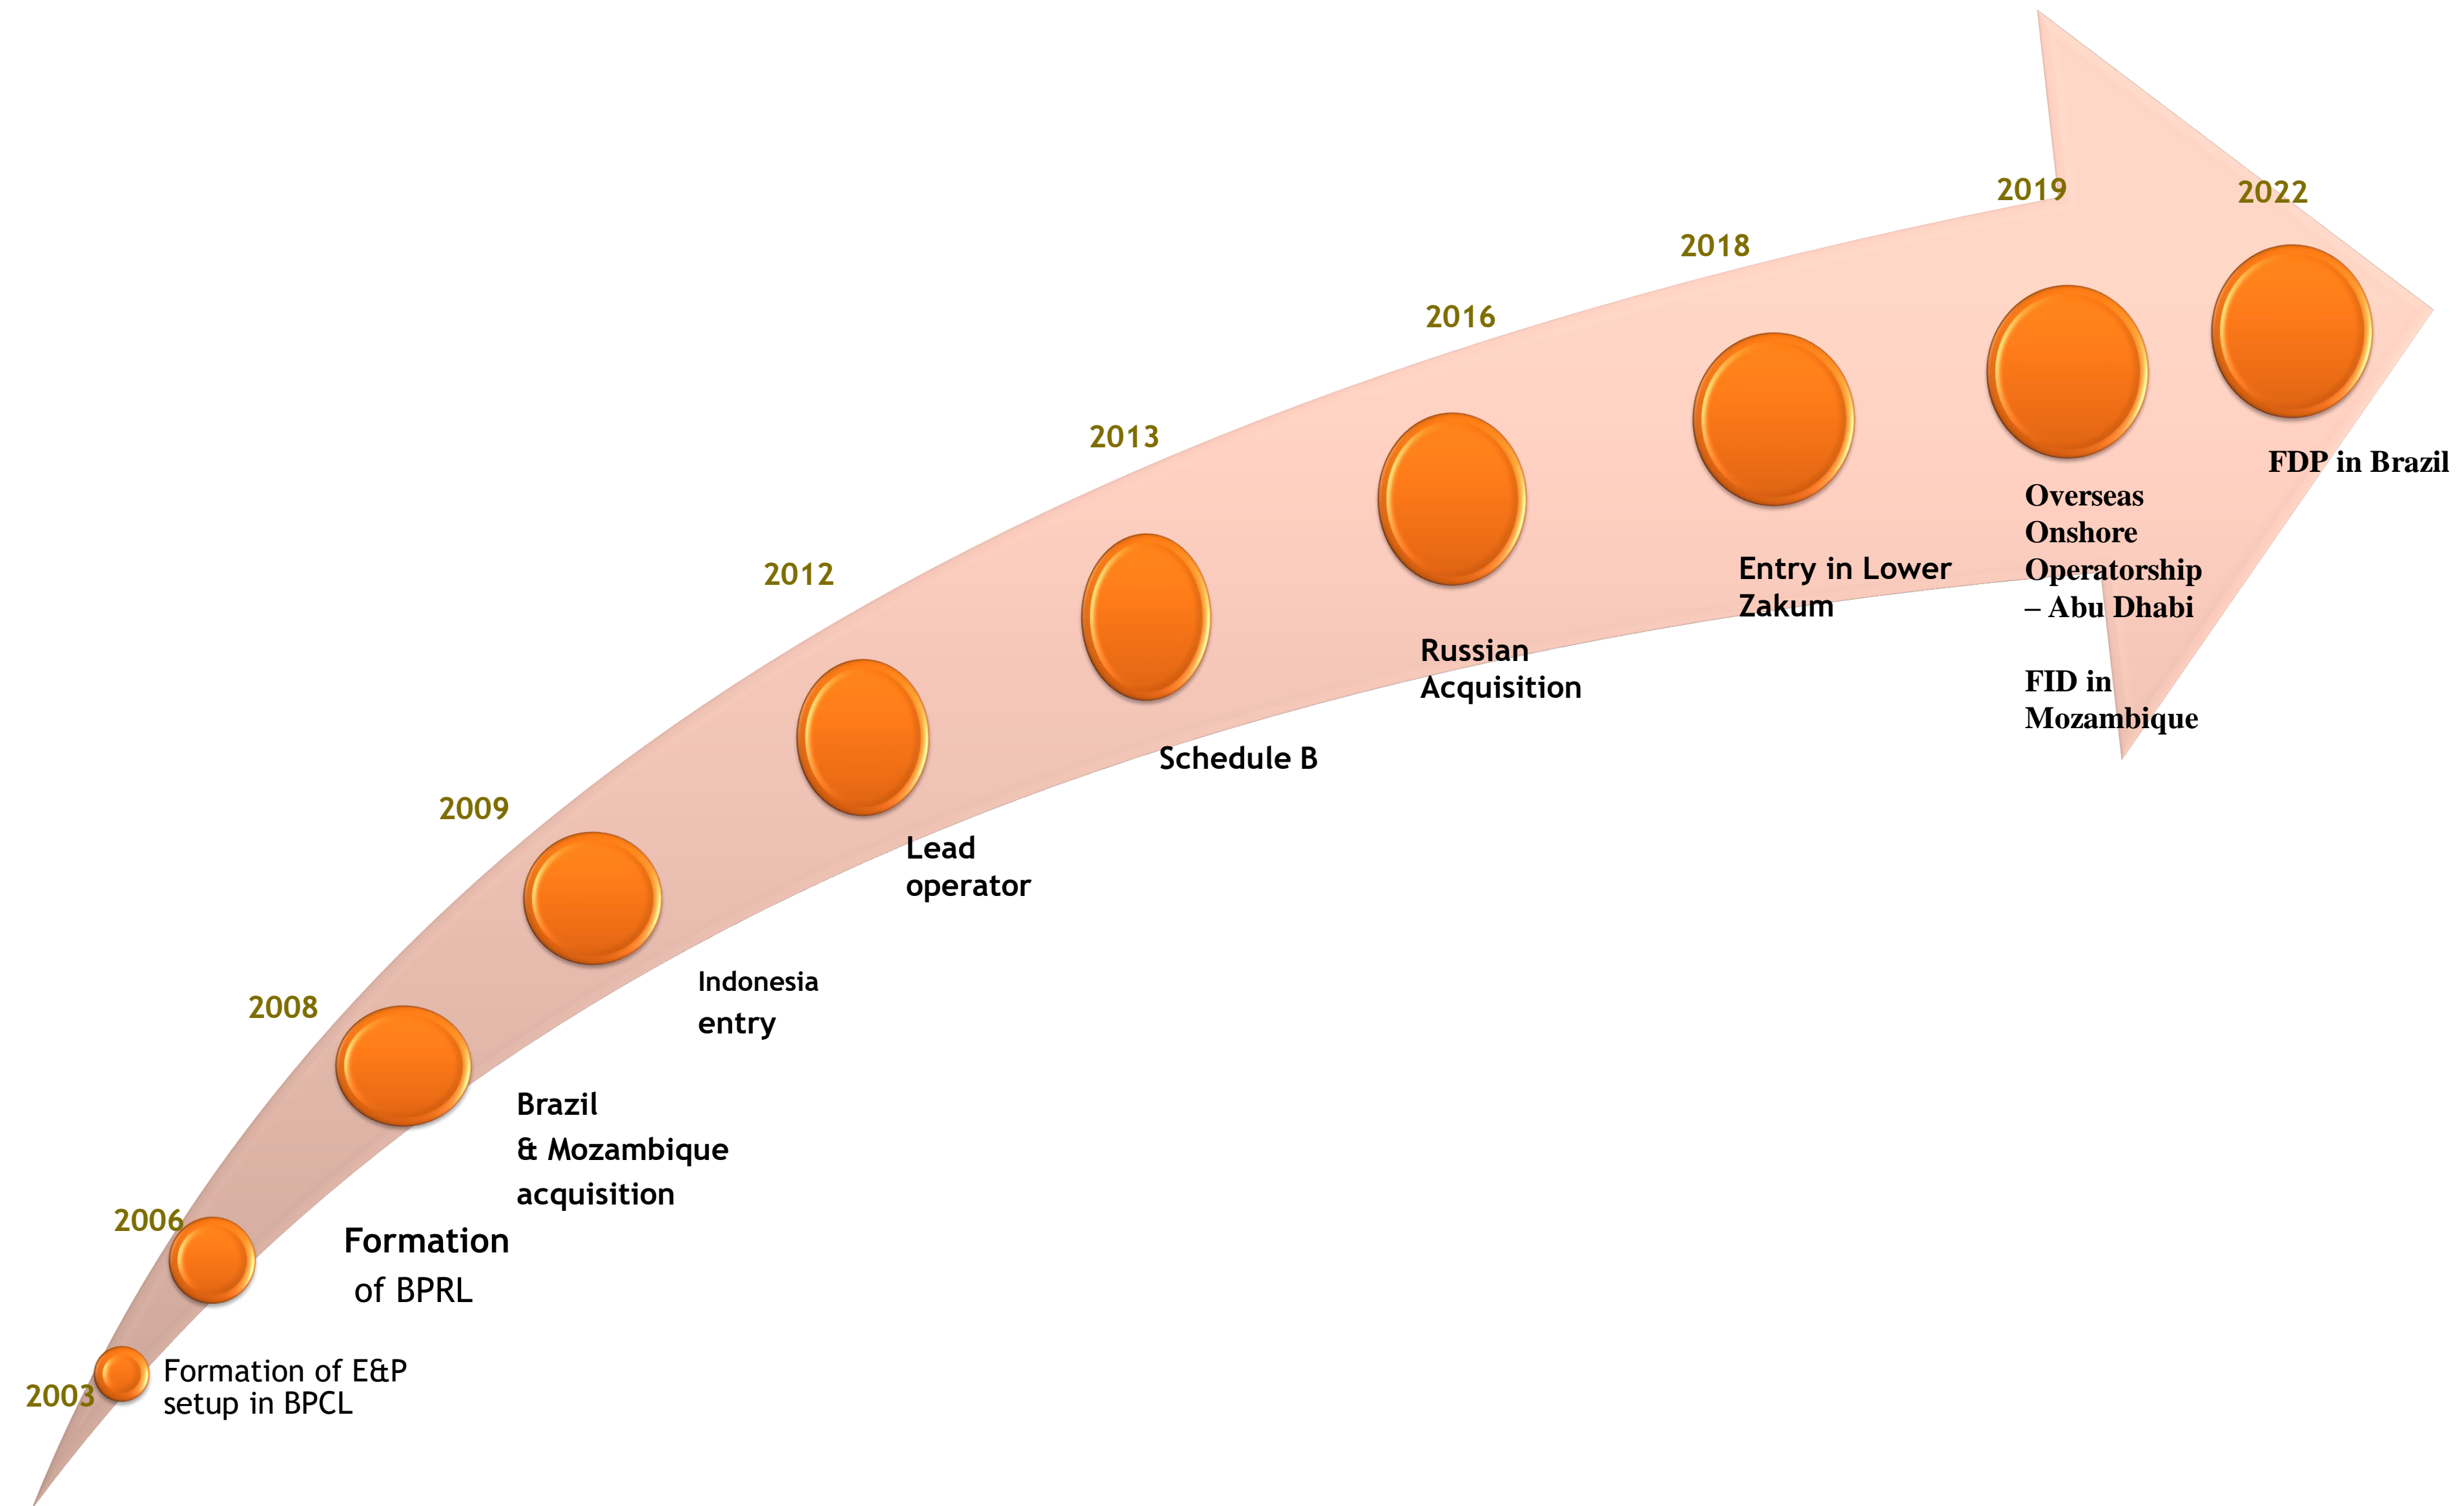 2003
Formation of E&P
setup in BPCL
2006
Formation
of BPRL
2008
Brazil
& Mozambique
acquisition
2009
Indonesia
entry
2012
Lead
operator
2013
Schedule B
2016
Russian
Acquisition
2018
Entry in Lower
Zakum
2019
Overseas
Onshore
Operatorship
– Abu Dhabi
FID in
Mozambique
2022
FDP in Brazil